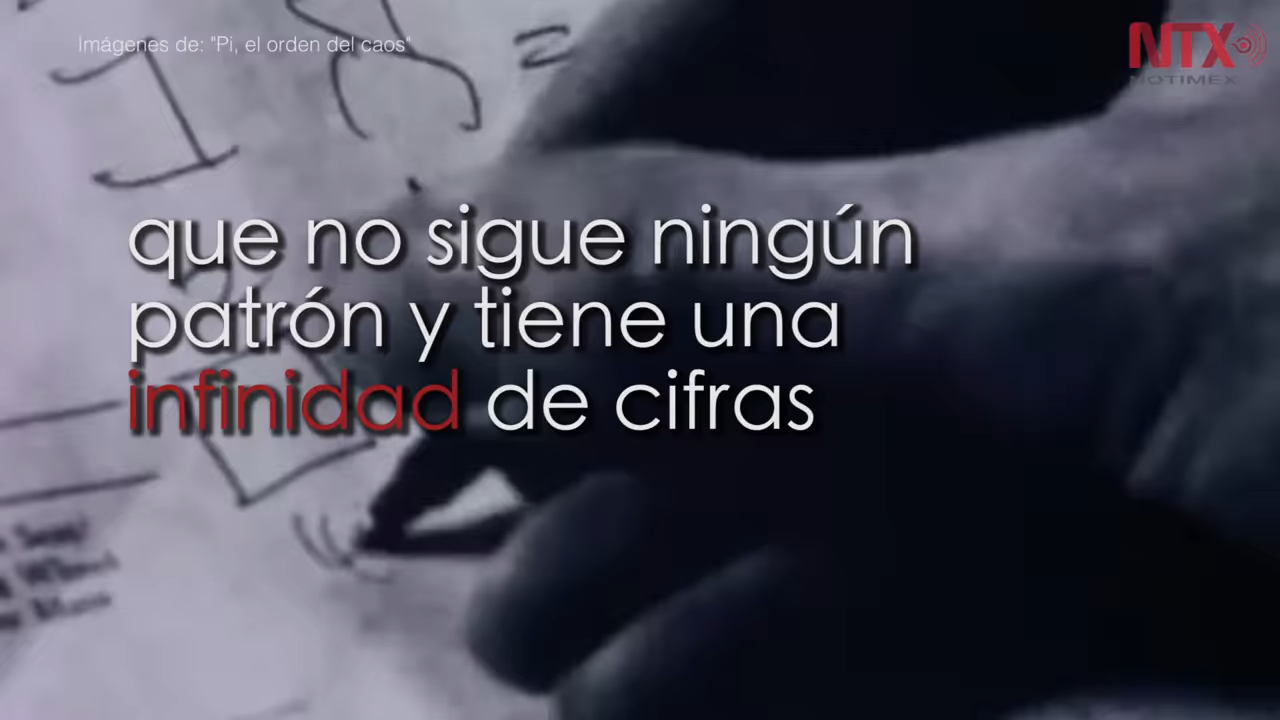 Imágenes de: "Pi, el orden del caos"
NTX
NOTIMEX
que no sigue ningún
patrón y tiene una
infinidad de cifras